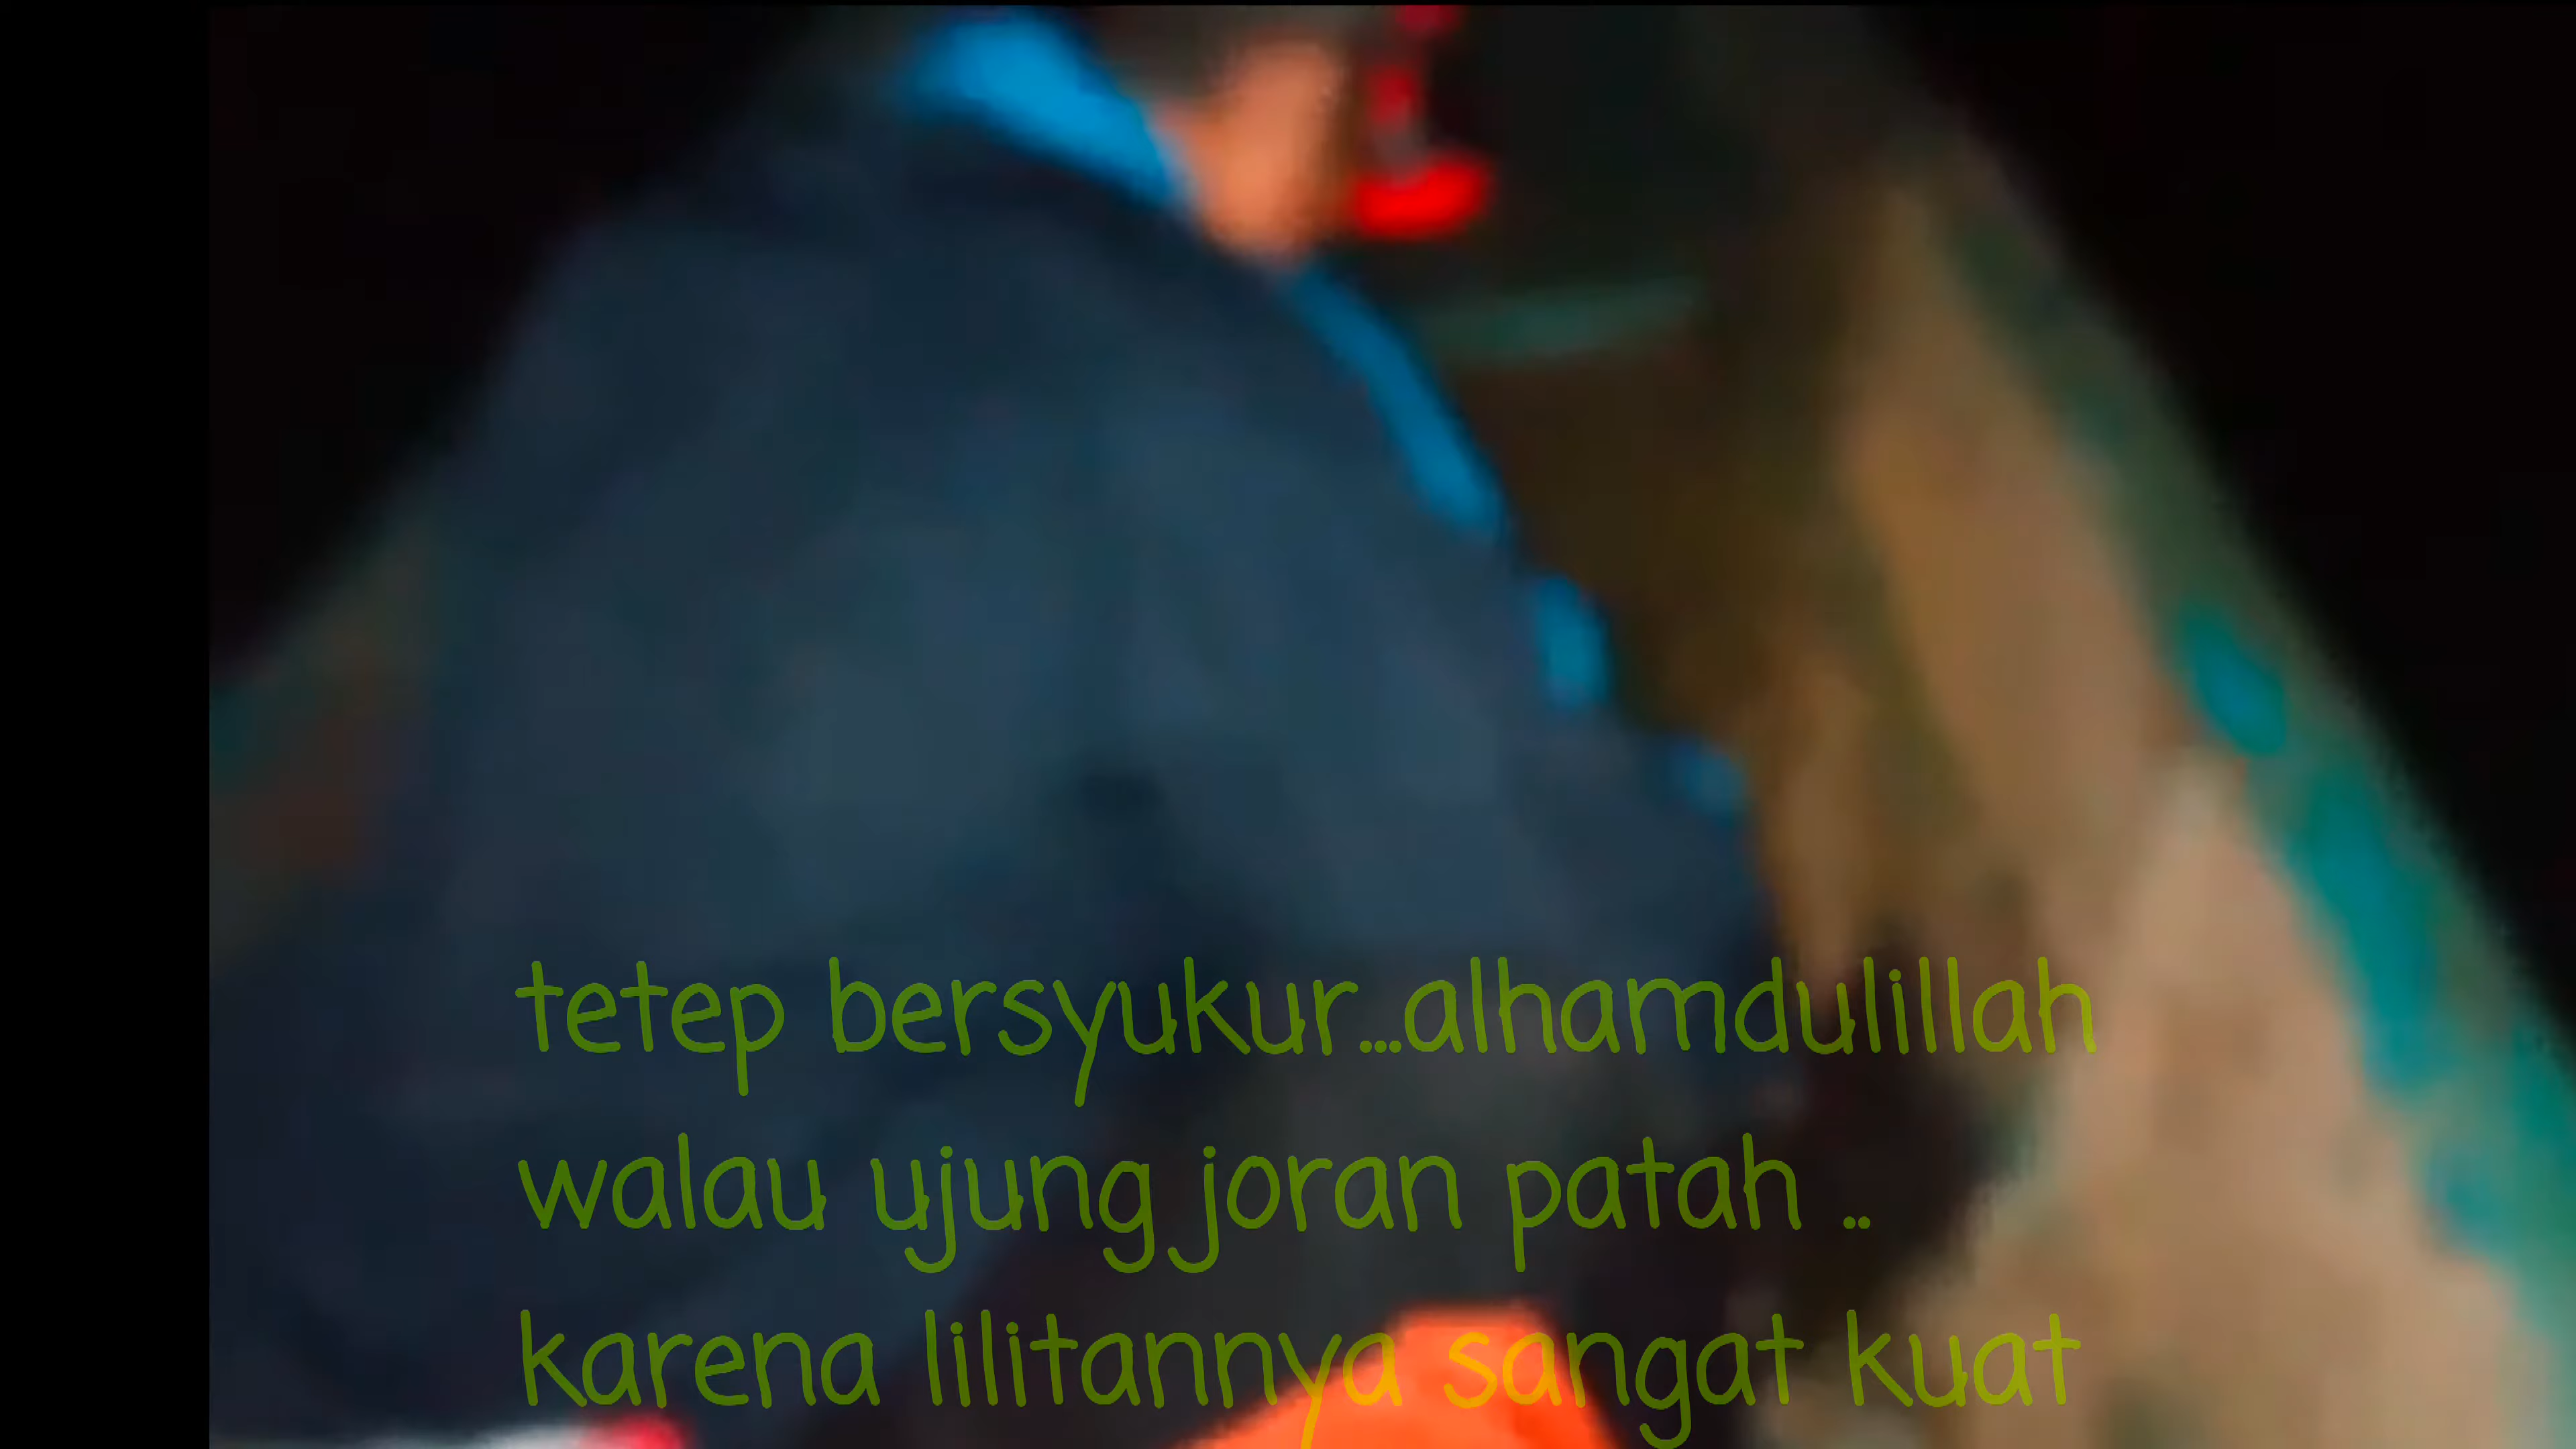 tetep bersyukur...alhamdulillah
walau ujung joran patah ..
karena lilitannya sangat kuat